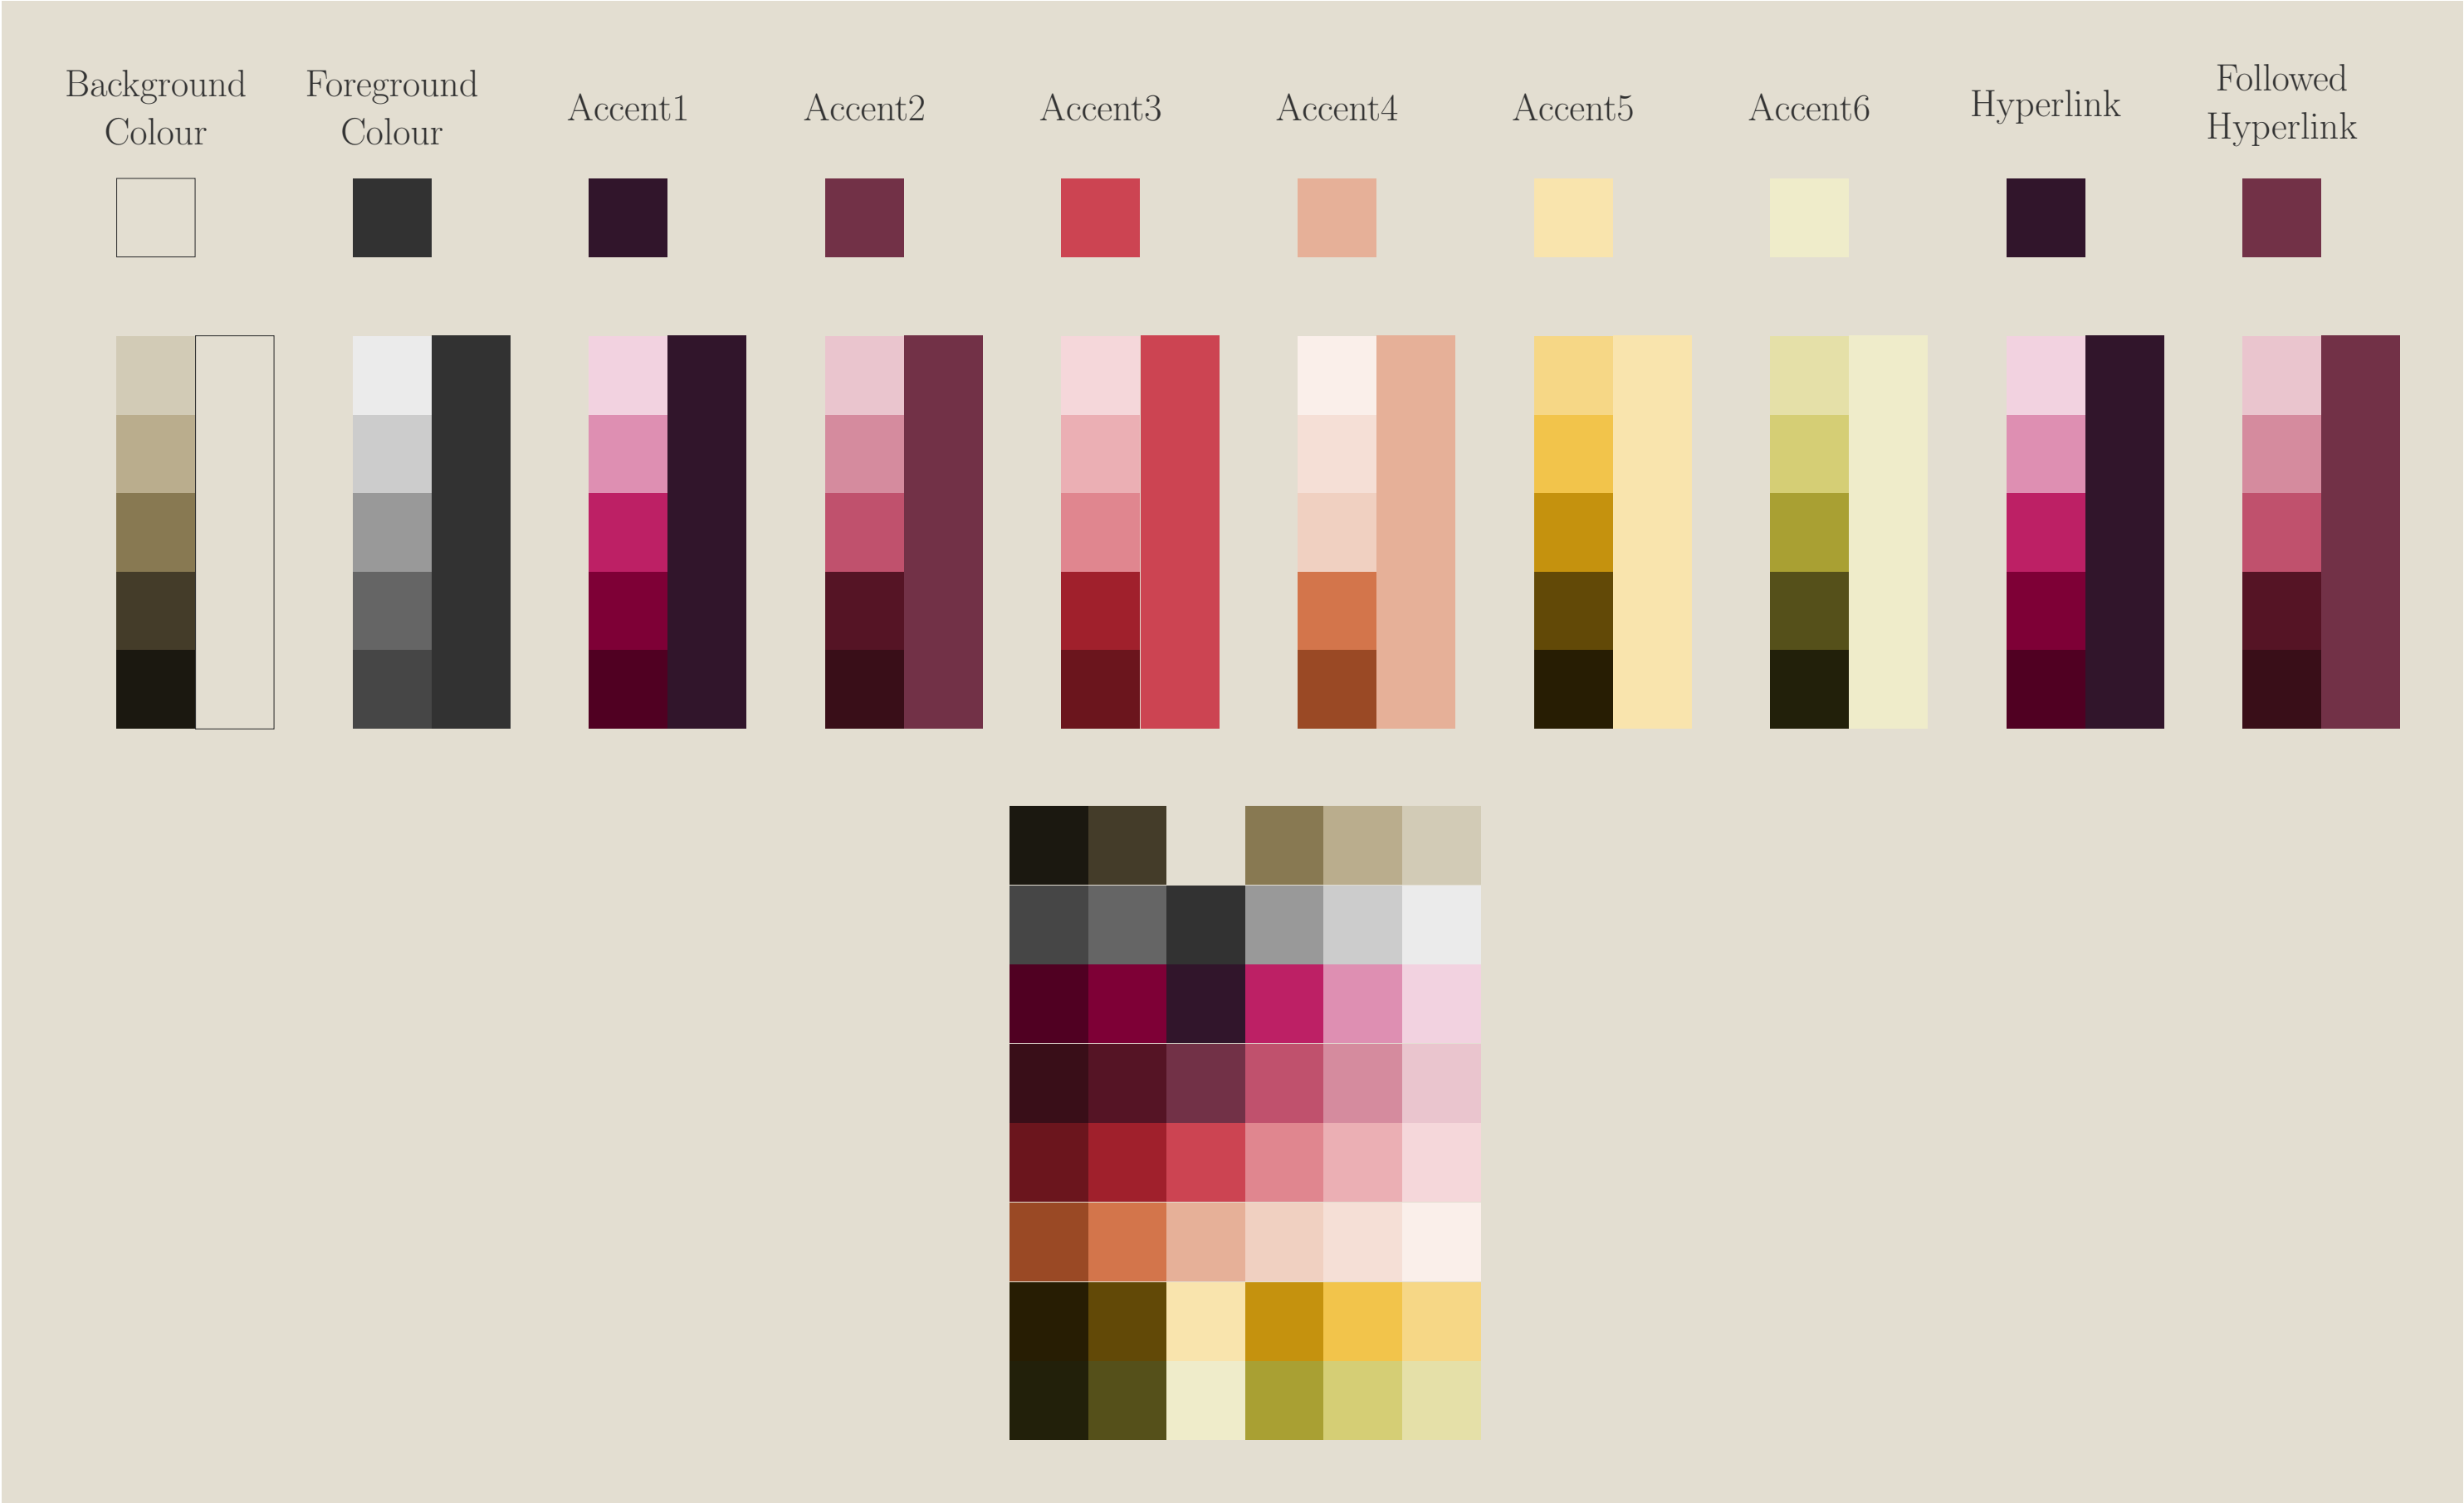 Background
Colour
Foreground
Colour
Accent1
Accent2
Accent3
Accent4
Accent5
Accent6
Hyperlink
Followed
Hyperlink